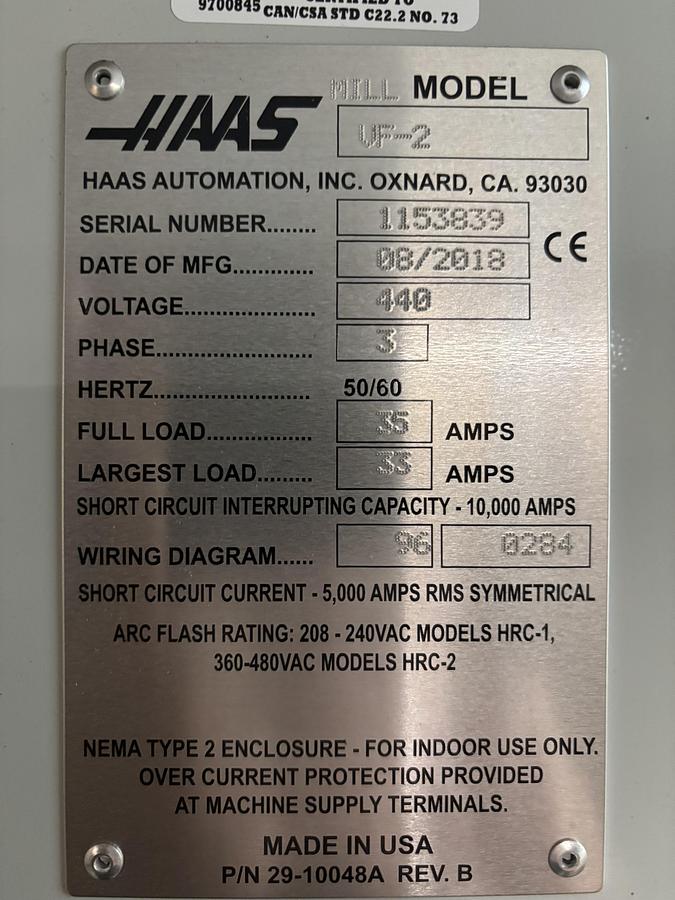 9700845 CERTIFIED TO
CAN/CSA STD C22.2 NO. 73
HAAS
MILL MODEL
VF-2
HAAS AUTOMATION, INC. OXNARD, CA. 93030
SERIAL NUMBER........ 1153839
CE
DATE OF MFG............. 08/2018
VOLTAGE..................... 440
PHASE......................... 3
HERTZ......................... 50/60
FULL LOAD................. 35 AMPS
LARGEST LOAD......... 33 AMPS
SHORT CIRCUIT INTERRUPTING CAPACITY - 10,000 AMPS
WIRING DIAGRAM...... 96 0284
SHORT CIRCUIT CURRENT - 5,000 AMPS RMS SYMMETRICAL
ARC FLASH RATING: 208 - 240VAC MODELS HRC-1,
360-480VAC MODELS HRC-2
NEMA TYPE 2 ENCLOSURE - FOR INDOOR USE ONLY.
OVER CURRENT PROTECTION PROVIDED
AT MACHINE SUPPLY TERMINALS.
MADE IN USA
P/N 29-10048A REV. B